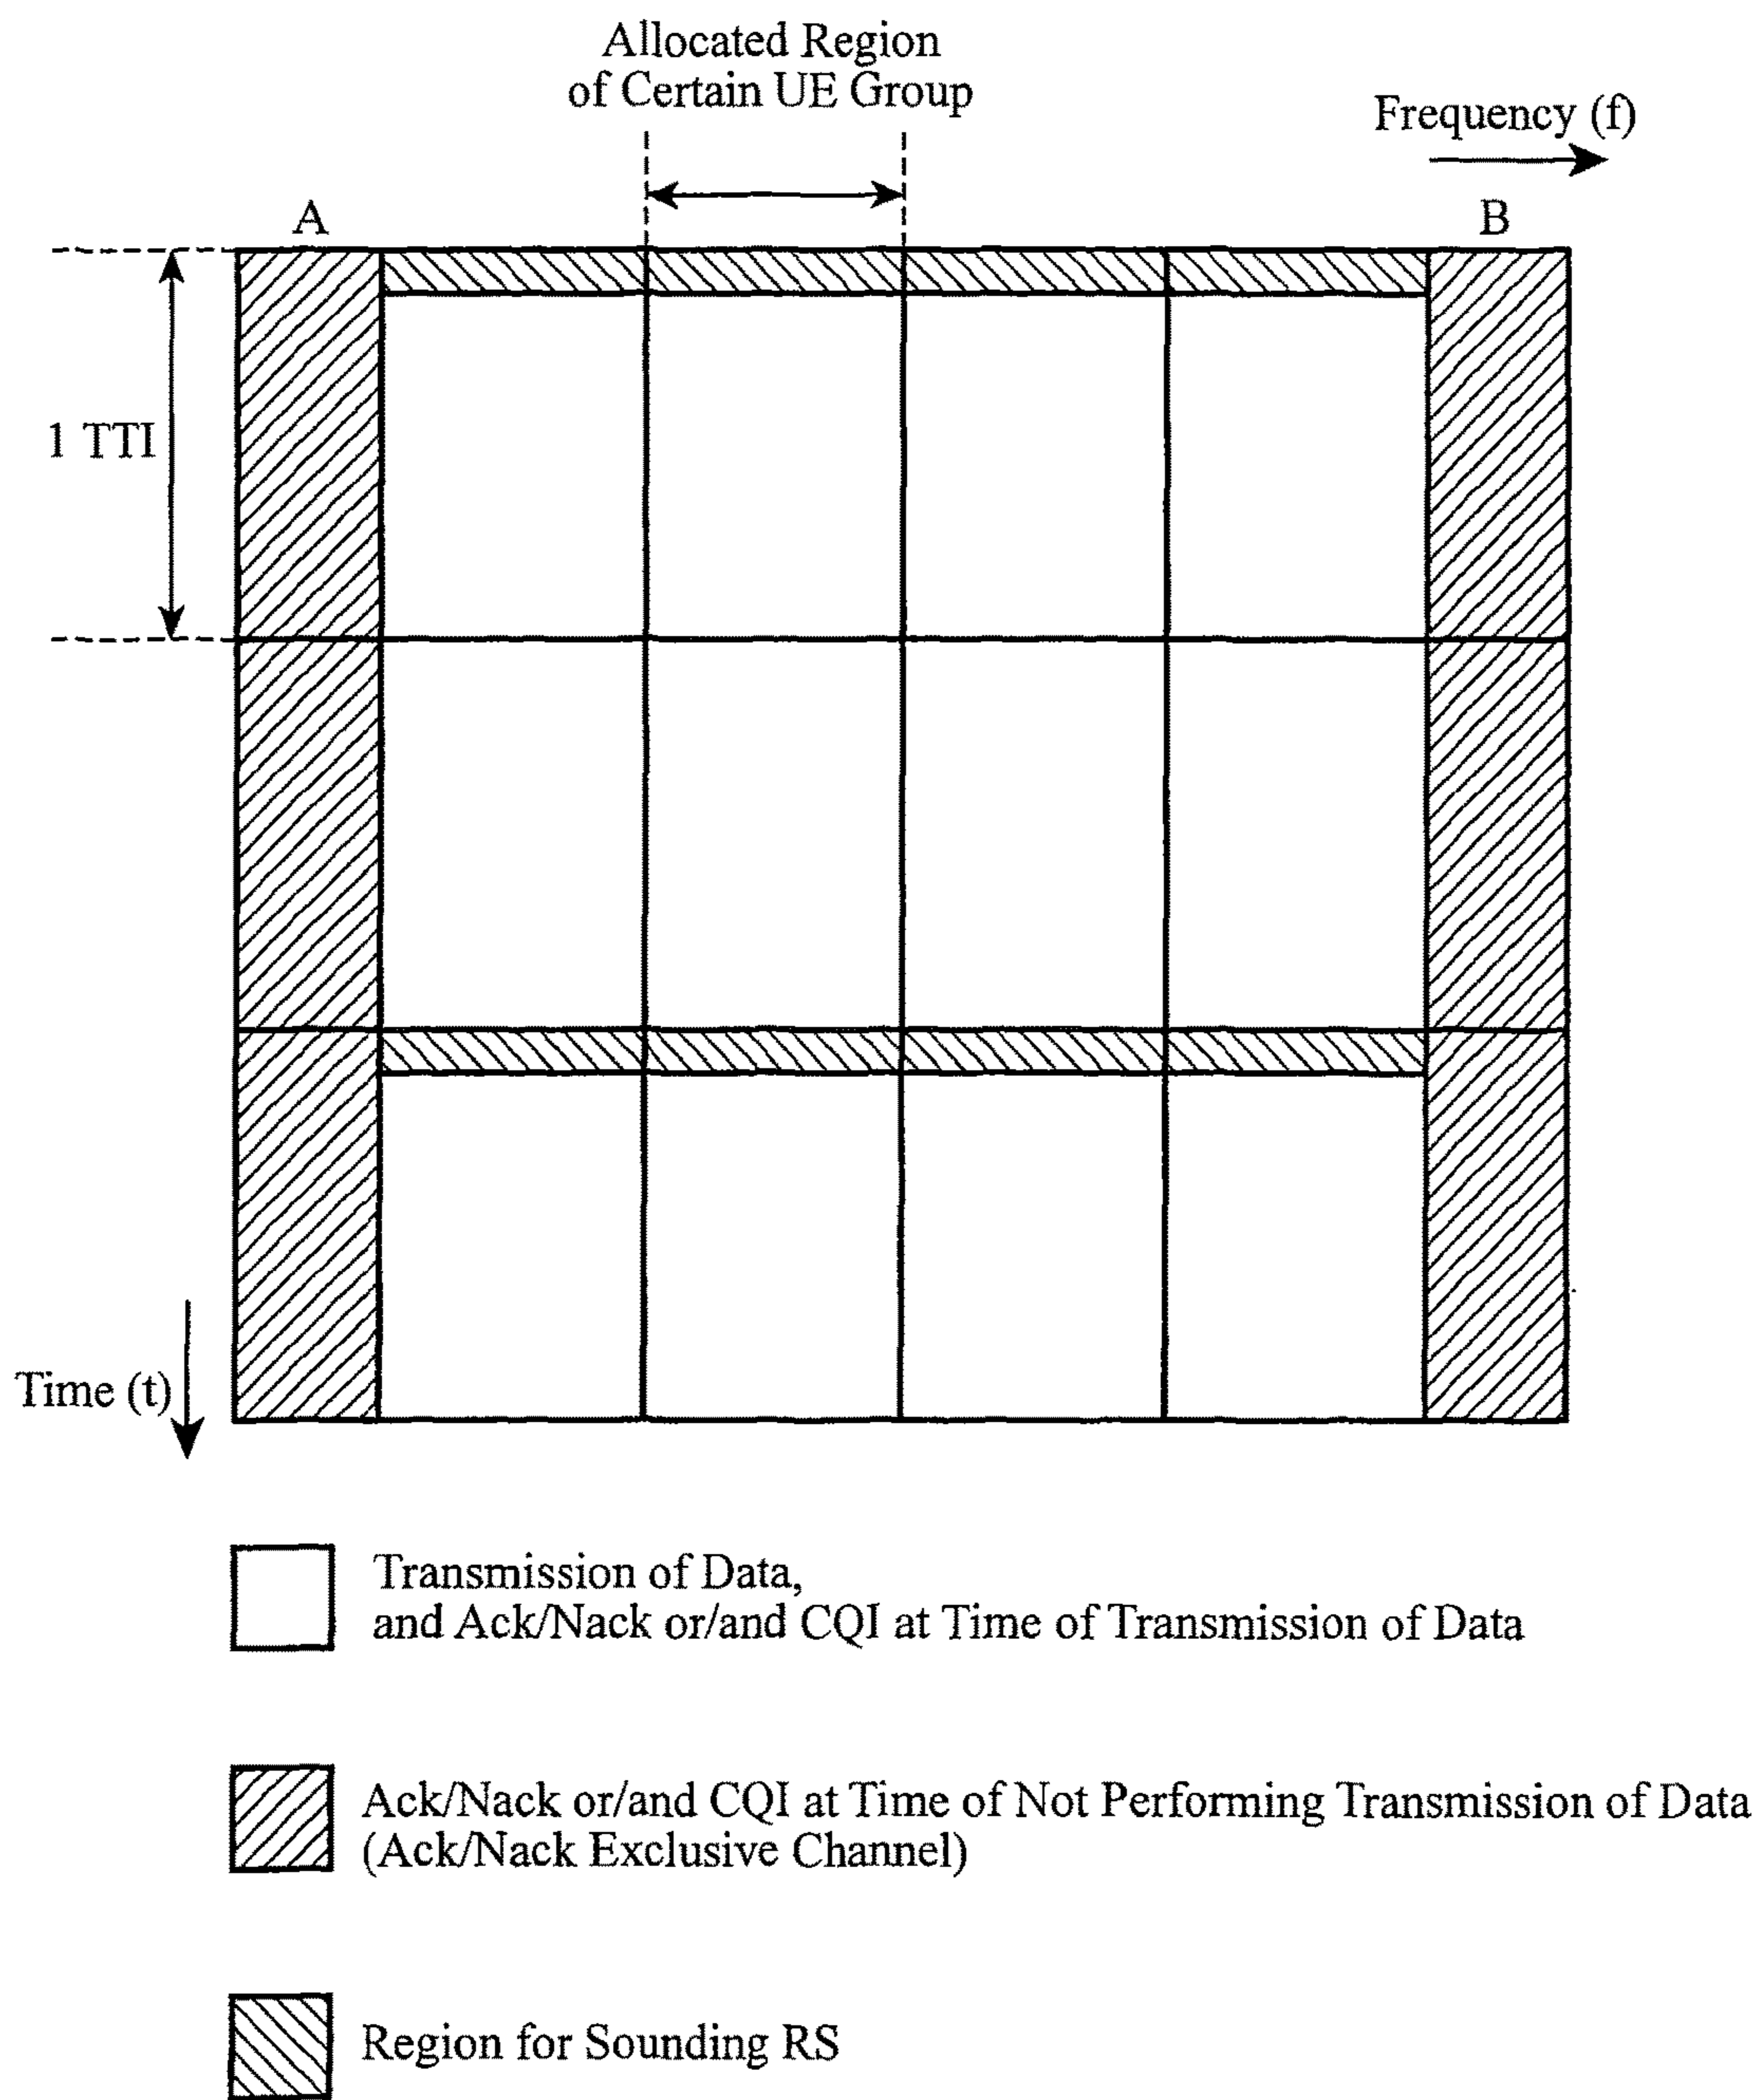 Allocated Region
of Certain UE Group
Frequency (f)
A
B
1 TTI
Time (t)
Transmission of Data,
and Ack/Nack or/and CQI at Time of Transmission of Data
Ack/Nack or/and CQI at Time of Not Performing Transmission of Data
(Ack/Nack Exclusive Channel)
Region for Sounding RS